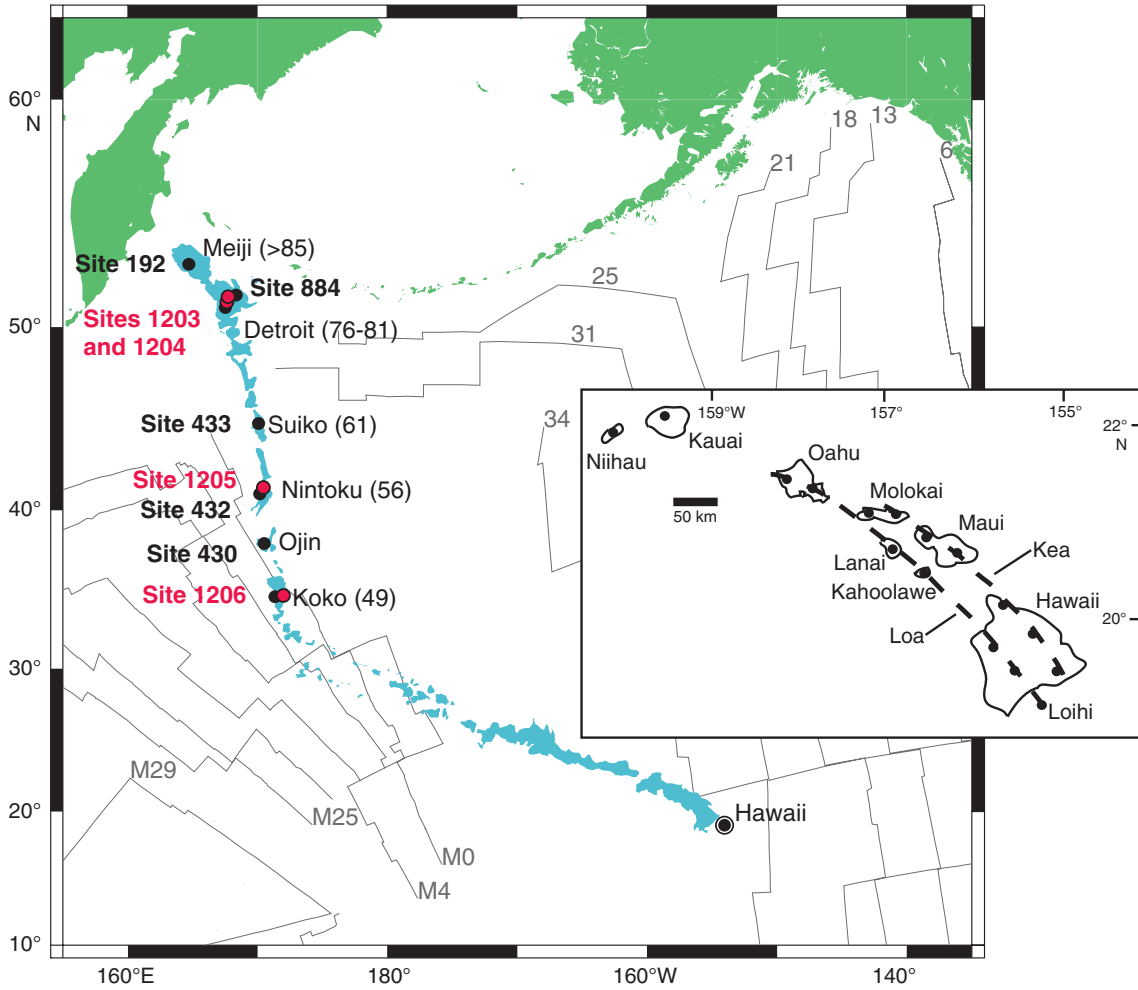 60°
N
50°
40°
30°
20°
10°
160°E
180°
160°W
140°
18
13
6
21
25
31
34
Meiji (>85)
Site 192
Site 884
Sites 1203
and 1204
Detroit (76-81)
Site 433
Suiko (61)
Site 1205
Nintoku (56)
Site 432
Ojin
Site 430
Site 1206
Koko (49)
M29
M25
M0
M4
Hawaii
159°W
157°
155°
22°
N
20°
Niihau
Kauai
Oahu
50 km
Molokai
Maui
Lanai
Kea
Kahoolawe
Hawaii
Loa
Loihi